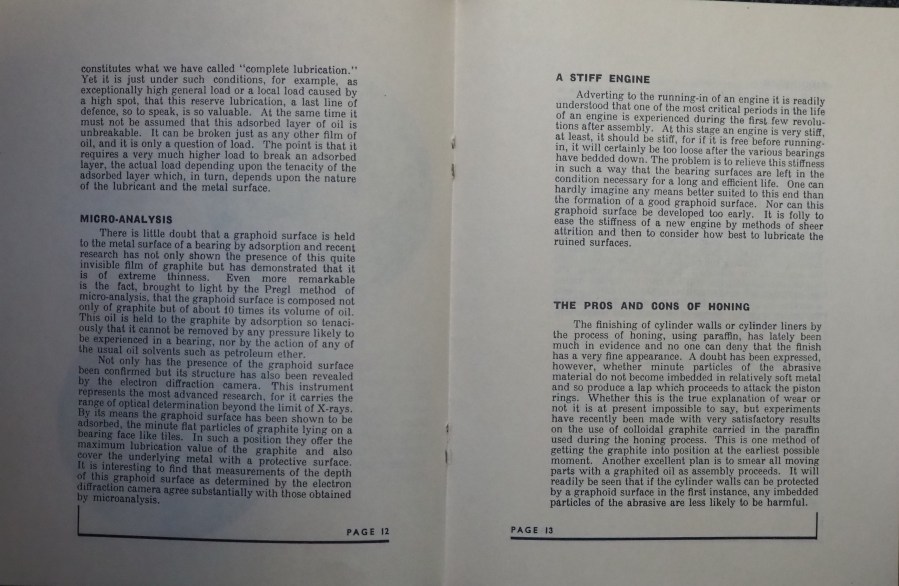 constitutes what we have called "complete lubrication."
Yet it is just under such conditions, for example, as
exceptionally high general load or a local load caused by
a high spot, that this reserve lubrication, a last line of
defence, so to speak, is so valuable. At the same time it
must not be assumed that this adsorbed layer of oil is
unbreakable. It can be broken just as any other film of
oil, and it is only a question of load. The point is that it
requires a very much higher load to break an adsorbed
layer, the actual load depending upon the tenacity of the
adsorbed layer which, in turn, depends upon the nature
of the lubricant and the metal surface.
MICRO-ANALYSIS
There is little doubt that a graphoid surface is held
to the metal surface of a bearing by adsorption and recent
research has not only shown the presence of this quite
invisible film of graphite but has demonstrated that it
is of extreme thinness. Even more remarkable
is the fact, brought to light by the Pregl method of
micro-analysis, that the graphoid surface is composed not
only of graphite but of about 10 times its volume of oil.
This oil is held to the graphite by adsorption so tenaci-
ously that it cannot be removed by any pressure likely to
be experienced in a bearing, nor by the action of any of
the usual oil solvents such as petroleum ether.
Not only has the presence of the graphoid surface
been confirmed but its structure has also been revealed
by the electron diffraction camera. This instrument
represents the most advanced research, for it carries the
range of optical determination beyond the limit of X-rays.
By its means the graphoid surface has been shown to be
adsorbed, the minute flat particles of graphite lying on a
bearing face like tiles. In such a position they offer the
maximum lubrication value of the graphite and also
cover the underlying metal with a protective surface.
It is interesting to find that measurements of the depth
of this graphoid surface as determined by the electron
diffraction camera agree substantially with those obtained
by microanalysis.
PAGE 12
A STIFF ENGINE
Adverting to the running-in of an engine it is readily
understood that one of the most critical periods in the life
of an engine is experienced during the first few revolu-
tions after assembly. At this stage an engine is very stiff,
at least, it should be stiff, for if it is free before running-
in, it will certainly be too loose after the various bearings
have bedded down. The problem is to relieve this stiffness
in such a way that the bearing surfaces are left in the
condition necessary for a long and efficient life. One can
hardly imagine any means better suited to this end than
the formation of a good graphoid surface. Nor can this
graphoid surface be developed too early. It is folly to
ease the stiffness of a new engine by methods of sheer
attrition and then to consider how best to lubricate the
ruined surfaces.
THE PROS AND CONS OF HONING
The finishing of cylinder walls or cylinder liners by
the process of honing, using paraffin, has lately been
much in evidence and no one can deny that the finish
has a very fine appearance. A doubt has been expressed,
however, whether minute particles of the abrasive
material do not become imbedded in relatively soft metal
and so produce a lap which proceeds to attack the piston
rings. Whether this is the true explanation of wear or
not it is at present impossible to say, but experiments
have recently been made with very satisfactory results
on the use of colloidal graphite carried in the paraffin
used during the honing process. This is one method of
getting the graphite into position at the earliest possible
moment. Another excellent plan is to smear all moving
parts with a graphited oil as assembly proceeds. It will
readily be seen that if the cylinder walls can be protected
by a graphoid surface in the first instance, any imbedded
particles of the abrasive are less likely to be harmful.
PAGE 13